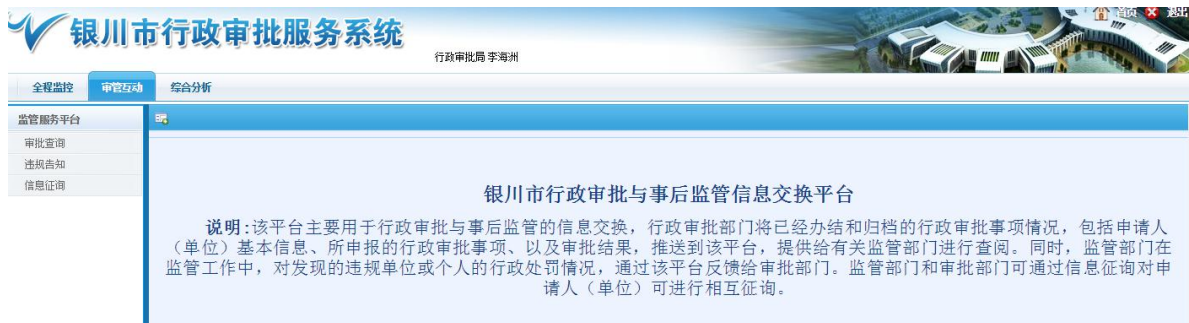 银川市行政审批服务系统
首页 退出
行政审批局 李海洲
全程监控 审管互动 综合分析
监管服务平台
审批查询
违规告知
信息征询
银川市行政审批与事后监管信息交换平台
说明:该平台主要用于行政审批与事后监管的信息交换，行政审批部门将已经办结和归档的行政审批事项情况，包括申请人
（单位）基本信息、所申报的行政审批事项、以及审批结果，推送到该平台，提供给有关监管部门进行查阅。同时，监管部门在
监管工作中，对发现的违规单位或个人的行政处罚情况，通过该平台反馈给审批部门。监管部门和审批部门可通过信息征询对申
请人（单位）可进行相互征询。